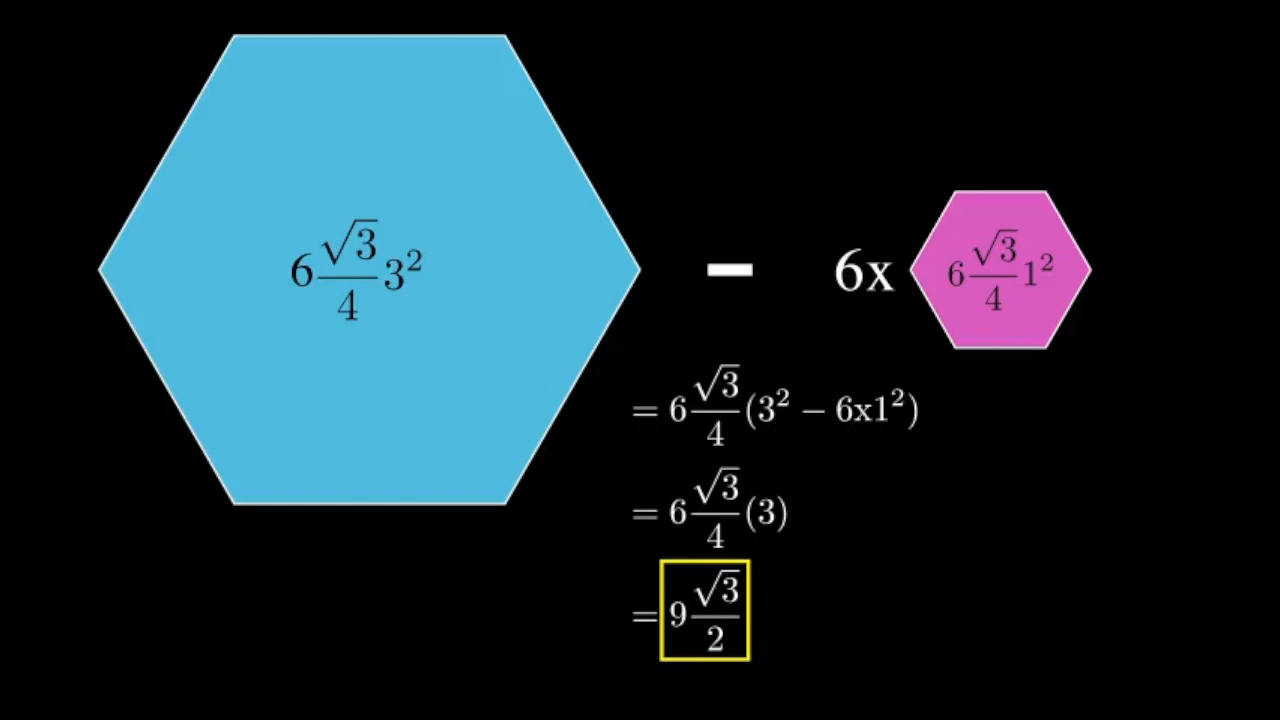 6 √3/4 3² − 6x 6 √3/4 1²
= 6 √3/4 (3² − 6x1²)
= 6 √3/4 (3)
= 9 √3/2